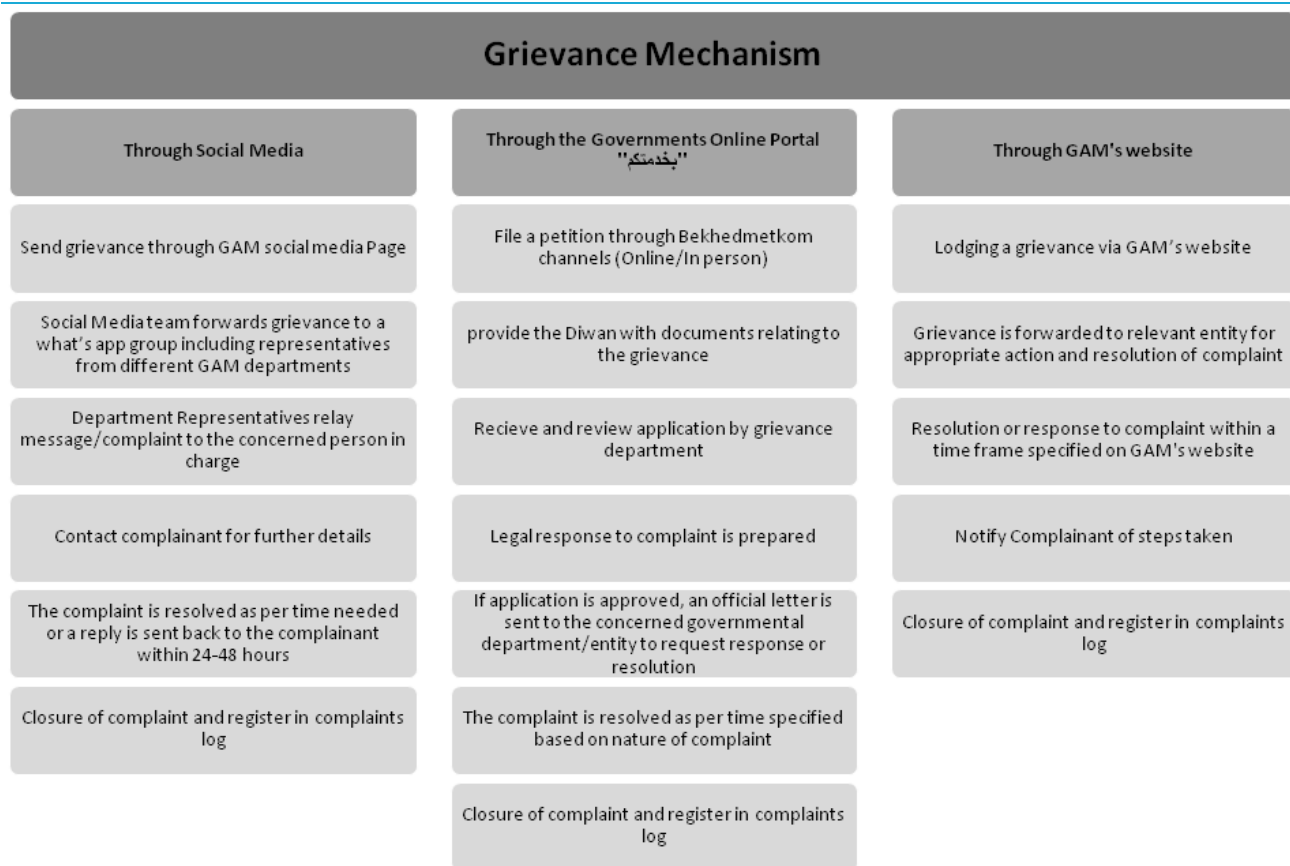 Grievance Mechanism
Through Social Media
Send grievance through GAM social media Page
Social Media team forwards grievance to a
what's app group including representatives
from different GAM departments
Department Representatives relay
message/complaint to the concerned person in
charge
Contact complainant for further details
The complaint is resolved as per time needed
or a reply is sent back to the complainant
within 24-48 hours
Closure of complaint and register in complaints
log
Through the Governments Online Portal
"بخدمتكم"
File a petition through Bekhedmetkom
channels (Online/In person)
provide the Diwan with documents relating to
the grievance
Recieve and review application by grievance
department
Legal response to complaint is prepared
If application is approved, an official letter is
sent to the concerned governmental
department/entity to request response or
resolution
The complaint is resolved as per time specified
based on nature of complaint
Closure of complaint and register in complaints
log
Through GAM's website
Lodging a grievance via GAM's website
Grievance is forwarded to relevant entity for
appropriate action and resolution of complaint
Resolution or response to complaint within a
time frame specified on GAM's website
Notify Complainant of steps taken
Closure of complaint and register in complaints
log